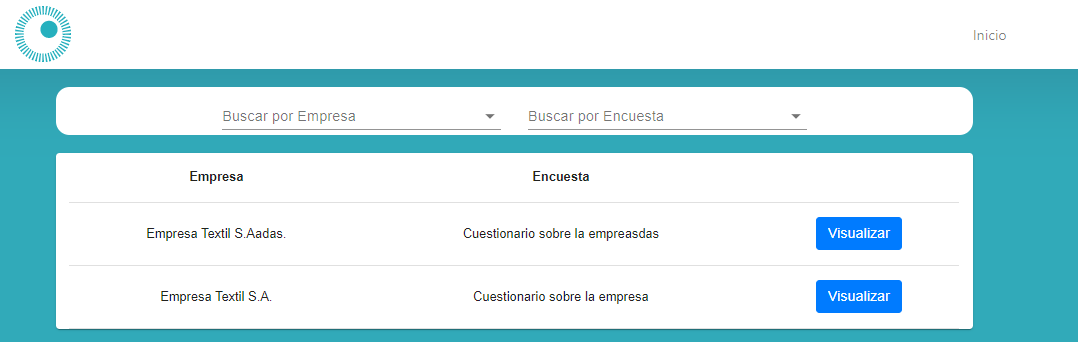 Inicio
Buscar por Empresa Buscar por Encuesta
Empresa Encuesta
Empresa Textil S.Aadas. Cuestionario sobre la empreasdas Visualizar
Empresa Textil S.A. Cuestionario sobre la empresa Visualizar